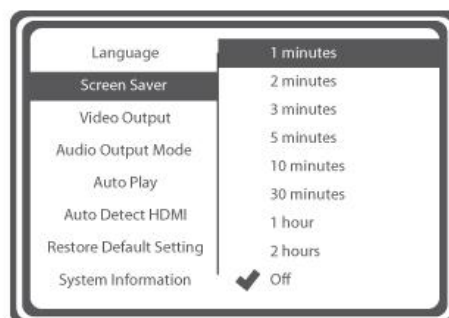 Language
Screen Saver
Video Output
Audio Output Mode
Auto Play
Auto Detect HDMI
Restore Default Setting
System Information
1 minutes
2 minutes
3 minutes
5 minutes
10 minutes
30 minutes
1 hour
2 hours
Off